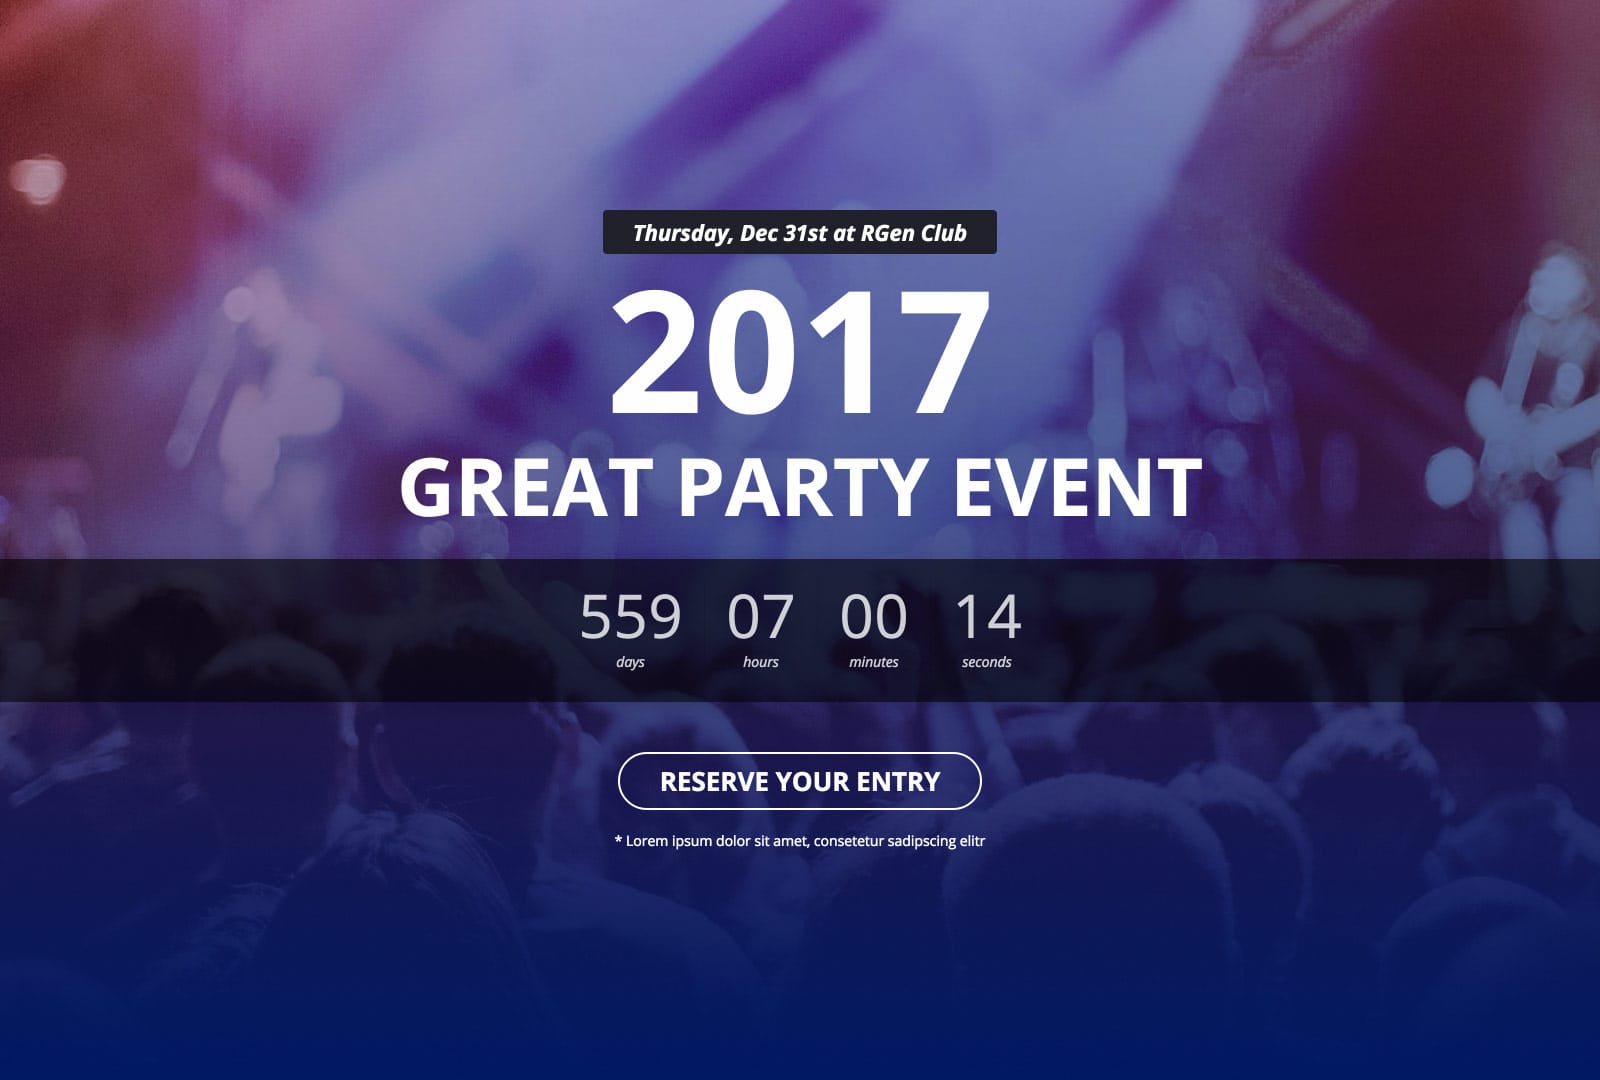 Thursday, Dec 31st at RGen Club
2017
GREAT PARTY EVENT
559 07 00 14
days hours minutes seconds
RESERVE YOUR ENTRY
* Lorem ipsum dolor sit amet, consetetur sadipscing elitr